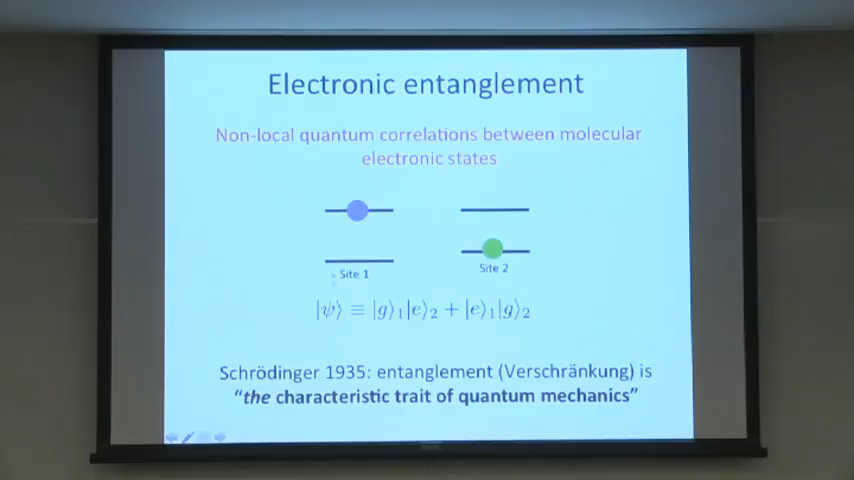 Electronic entanglement
Non-local quantum correlations between molecular
electronic states
Site 1
Site 2
|ψ⟩ ≡ |g⟩₁|e⟩₂ + |e⟩₁|g⟩₂
Schrödinger 1935: entanglement (Verschränkung) is
"the characteristic trait of quantum mechanics"